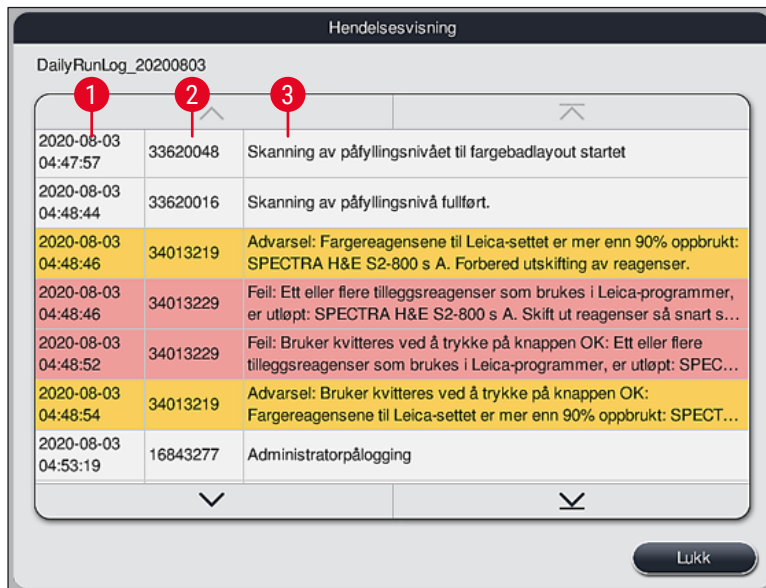 Hendelsesvisning
DailyRunLog_20200803
1 2 3
2020-08-03
04:47:57
33620048
Skanning av påfyllingsnivået til fargebadlayout startet
2020-08-03
04:48:44
33620016
Skanning av påfyllingsnivå fullført.
2020-08-03
04:48:46
34013219
Advarsel: Fargereagensene til Leica-settet er mer enn 90% oppbrukt:
SPECTRA H&E S2-800 s A. Forbered utskifting av reagenser.
2020-08-03
04:48:46
34013229
Feil: Ett eller flere tilleggsreagenser som brukes i Leica-programmer,
er utløpt: SPECTRA H&E S2-800 s A. Skift ut reagenser så snart s...
2020-08-03
04:48:52
34013229
Feil: Bruker kvitteres ved å trykke på knappen OK: Ett eller flere
tilleggsreagenser som brukes i Leica-programmer, er utløpt: SPEC...
2020-08-03
04:48:54
34013219
Advarsel: Bruker kvitteres ved å trykke på knappen OK:
Fargereagensene til Leica-settet er mer enn 90% oppbrukt: SPECT...
2020-08-03
04:53:19
16843277
Administratorpålogging
Lukk